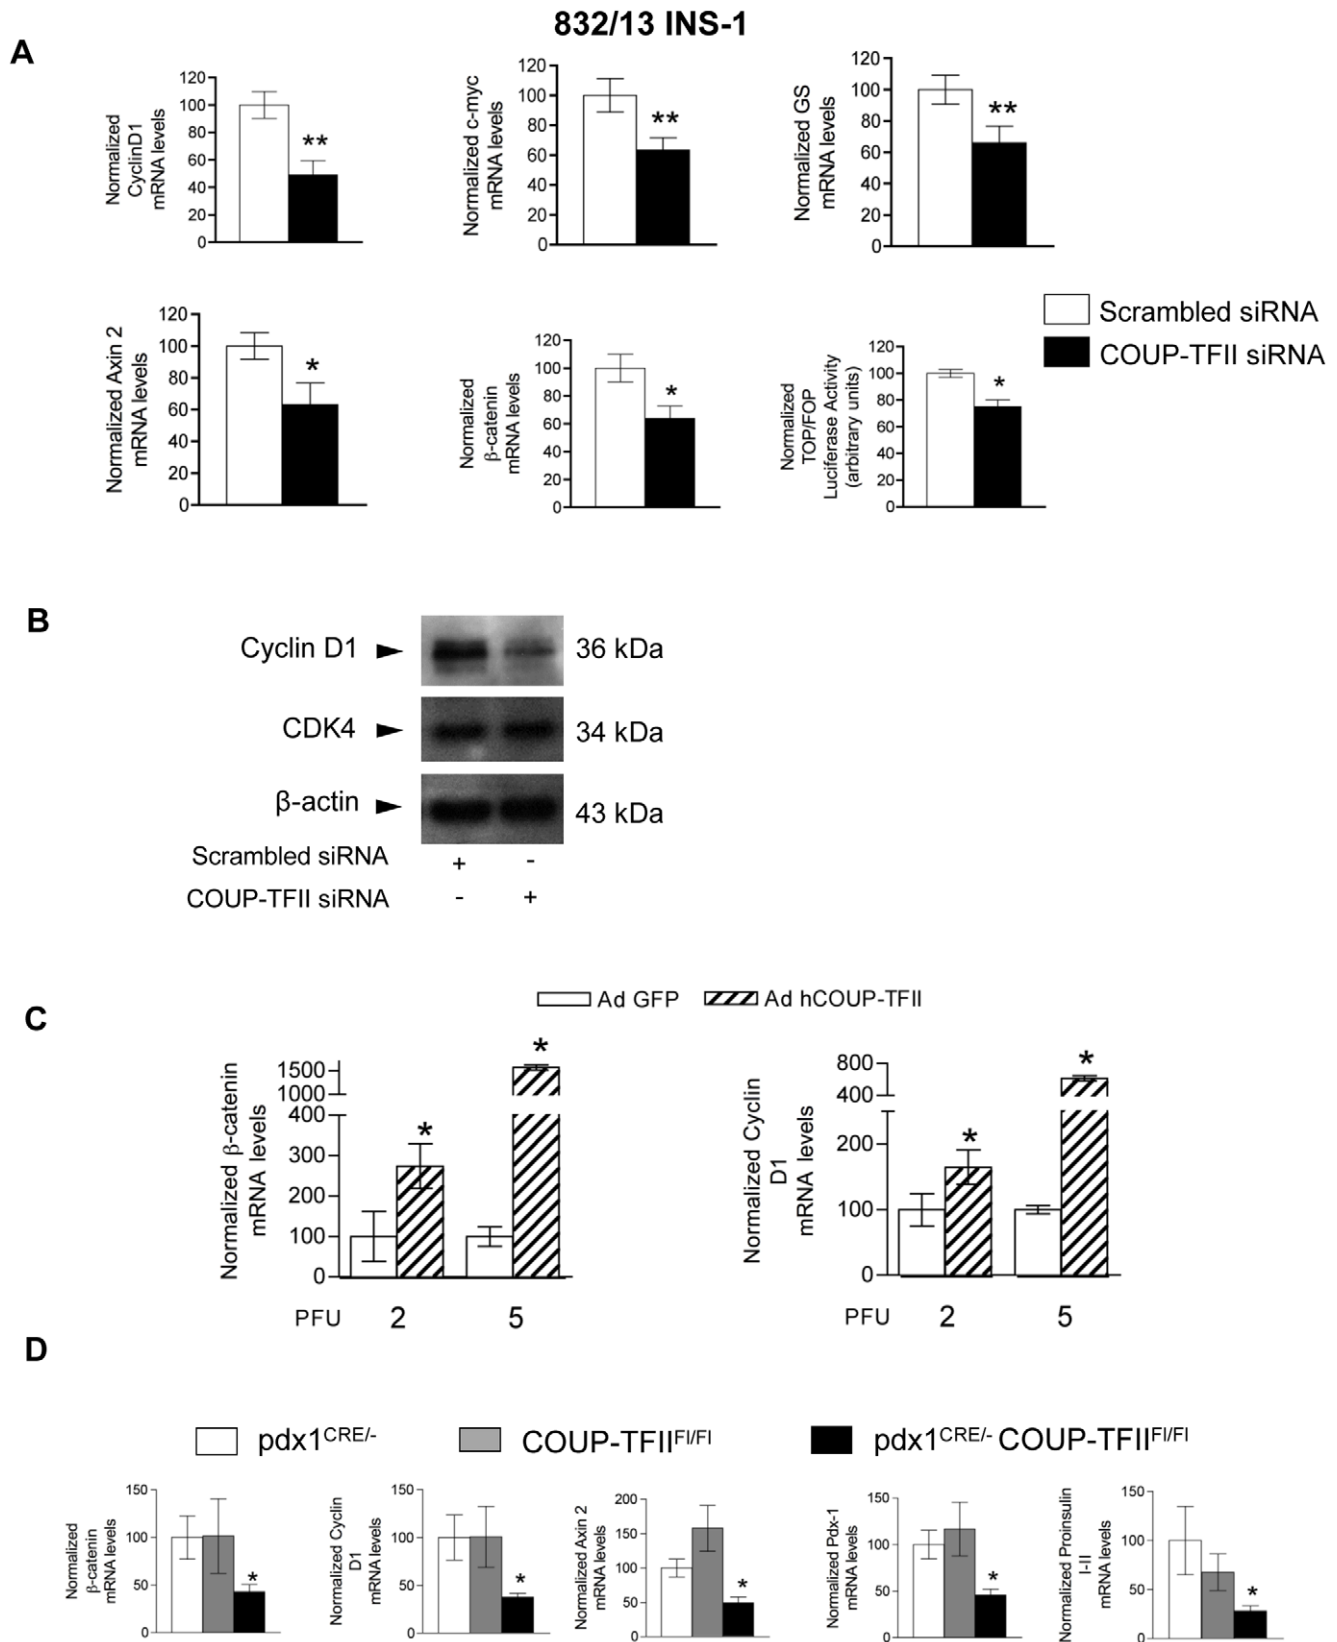 832/13 INS-1
A
Normalized
CyclinD1
mRNA levels
120
100
80
60
40
20
0
**
Normalized c-myc
mRNA levels
120
100
80
60
40
20
0
**
Normalized GS
mRNA levels
120
100
80
60
40
20
0
**
Scrambled siRNA
COUP-TFII siRNA
Normalized Axin 2
mRNA levels
120
100
80
60
40
20
0
*
Normalized
β-catenin
mRNA levels
120
100
80
60
40
20
0
*
Normalized
TOP/FOP
Luciferase Activity
(arbitrary units)
120
100
80
60
40
20
0
*
B
Cyclin D1
36 kDa
CDK4
34 kDa
β-actin
43 kDa
Scrambled siRNA + -
COUP-TFII siRNA - +
C
Ad GFP
Ad hCOUP-TFII
Normalized β-catenin
mRNA levels
1500
1000
400
300
200
100
0
*
*
PFU 2 5
Normalized Cyclin
D1
mRNA levels
800
400
200
100
0
*
*
PFU 2 5
D
pdx1CRE/-
COUP-TFIIFl/Fl
pdx1CRE/- COUP-TFIIFl/Fl
Normalized
β-catenin
mRNA levels
150
100
50
0
*
Normalized Cyclin
D1
mRNA levels
150
100
50
0
*
Normalized Axin 2
mRNA levels
200
150
100
50
0
*
Normalized Pdx-1
mRNA levels
150
100
50
0
*
Normalized Proinsulin
I-II
mRNA levels
150
100
50
0
*